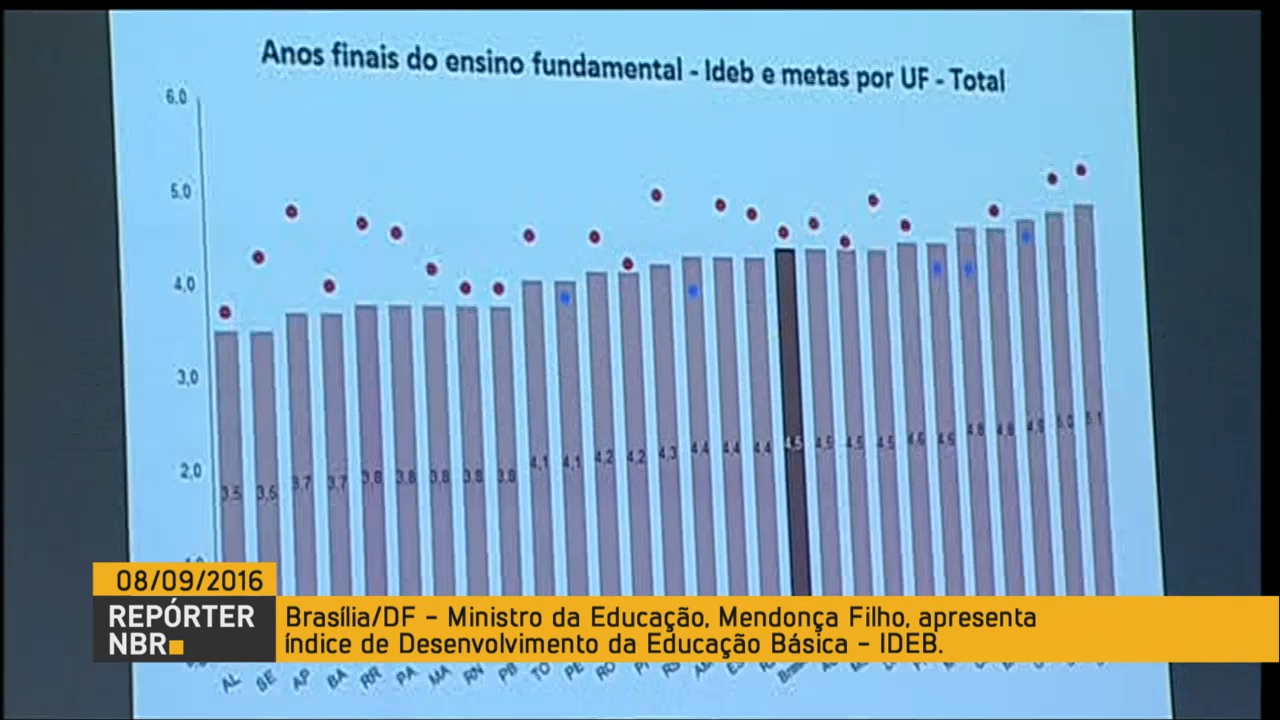 Anos finais do ensino fundamental - Ideb e metas por UF - Total
6,0
5,0
4,0
3,0
2,0
3,5 3,5 3,7 3,7 3,8 3,8 3,8 3,8 3,8 4,1 4,1 4,2 4,2 4,3 4,4 4,4 4,4 4,5 4,5 4,5 4,5 4,6 4,6 4,8 4,8 4,9 5,0 5,1
08/09/2016
REPÓRTER
NBR
Brasília/DF - Ministro da Educação, Mendonça Filho, apresenta
índice de Desenvolvimento da Educação Básica - IDEB.
AL SE AP BA RR PA MA RN PB TO PE RO